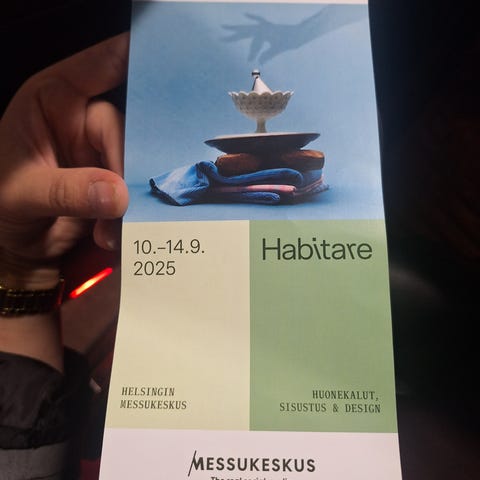 10.–14.9.
2025
Habitare
HELSINGIN
MESSUKESKUS
HUONEKALUT,
SISUSTUS & DESIGN
MESSUKESKUS